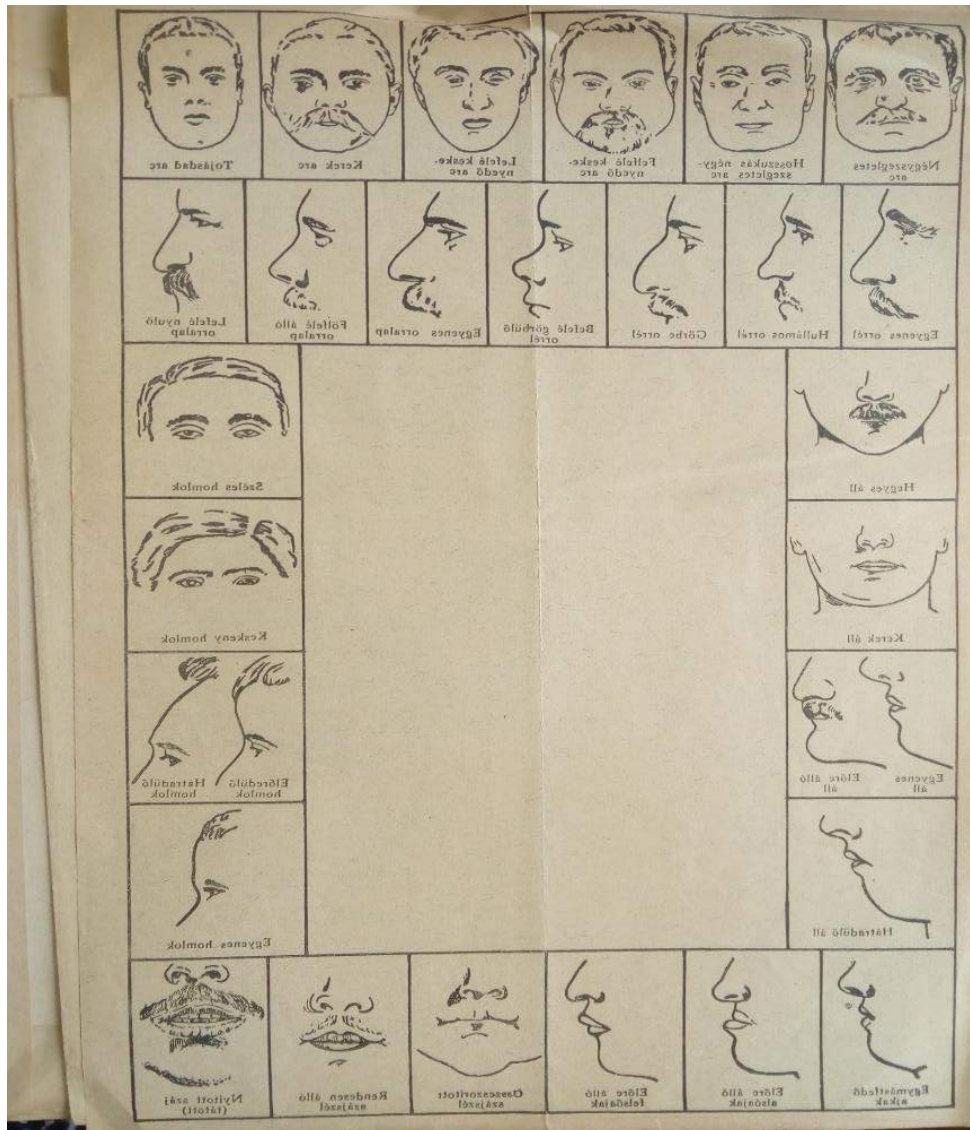 Négyszegletes
arc
Hosszukás négy-
szegletes arc
Felfelé keske-
nyedő arc
Lefelé keske-
nyedő arc
Kerek arc
Tojásdad arc
Egyenes orrél
Hullámos orrél
Görbe orrél
Befelé görbülő
orrél
Egyenes orralap
Fölfelé álló
orralap
Lefelé nyuló
orralap
Hegyes áll
Széles homlok
Kerek áll
Keskeny homlok
Egyenes
áll
Előre álló
áll
Előredülő
homlok
Hátradülő
homlok
Hátradülő áll
Egyenes homlok
Egymástfedő
ajkak
Előre álló
alsóajak
Előre álló
felsőajak
Összeszorított
szájszél
Rendesen álló
szájszél
Nyitott száj
(tátott)